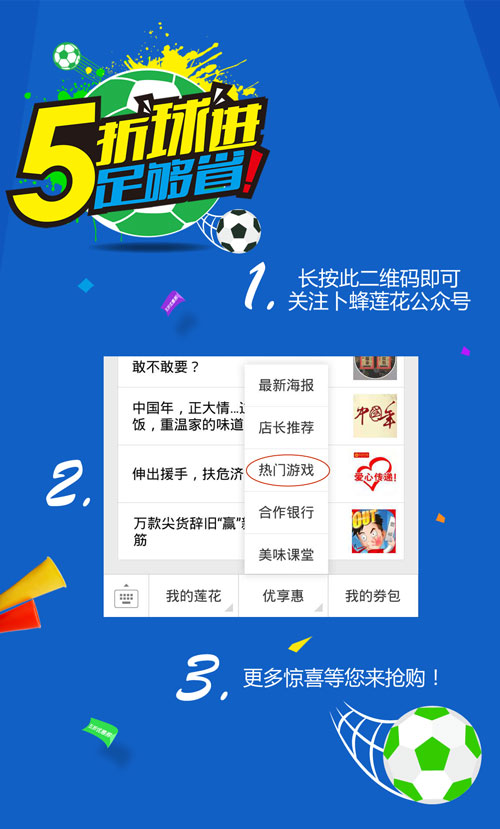 5折球进
足够省!
1.
长按此二维码即可
关注卜蜂莲花公众号
2.
敢不敢要？
中国年，正大情...
饭，重温家的味道
中国年
伸出援手，扶危济
爱心传递!
万款尖货辞旧“赢”
筋
OUT
最新海报
店长推荐
热门游戏
合作银行
美味课堂
我的莲花
优享惠
我的券包
3.
更多惊喜等您来抢购！